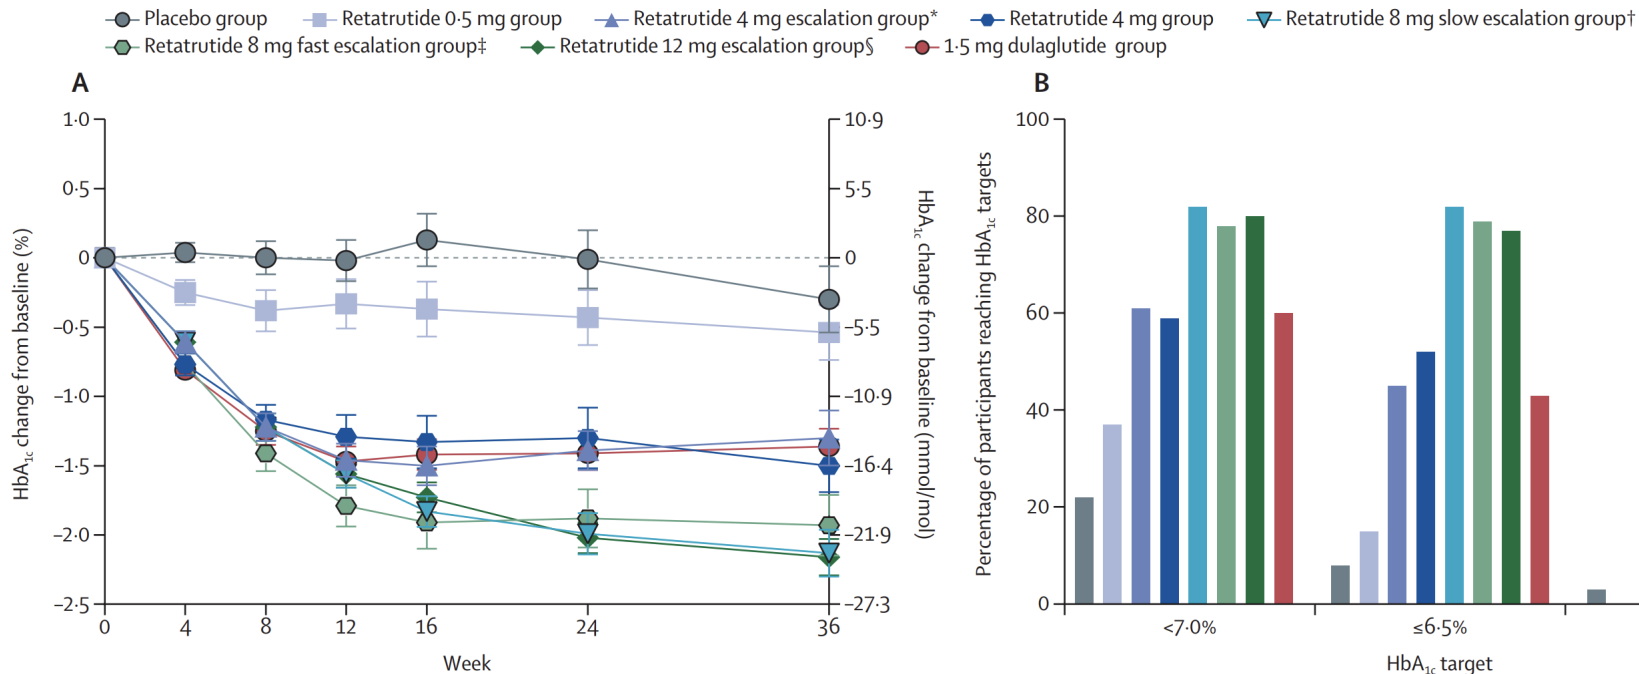 Placebo group Retatrutide 0·5 mg group Retatrutide 4 mg escalation group* Retatrutide 4 mg group Retatrutide 8 mg slow escalation group†
Retatrutide 8 mg fast escalation group‡ Retatrutide 12 mg escalation group§ 1·5 mg dulaglutide group
A
HbA1c change from baseline (%)
1·0
0·5
0
–0·5
–1·0
–1·5
–2·0
–2·5
10·9
5·5
0
–5·5
–10·9
–16·4
–21·9
–27·3
HbA1c change from baseline (mmol/mol)
0 4 8 12 16 24 36
Week
B
Percentage of participants reaching HbA1c targets
100
80
60
40
20
0
<7·0% ≤6·5%
HbA1c target